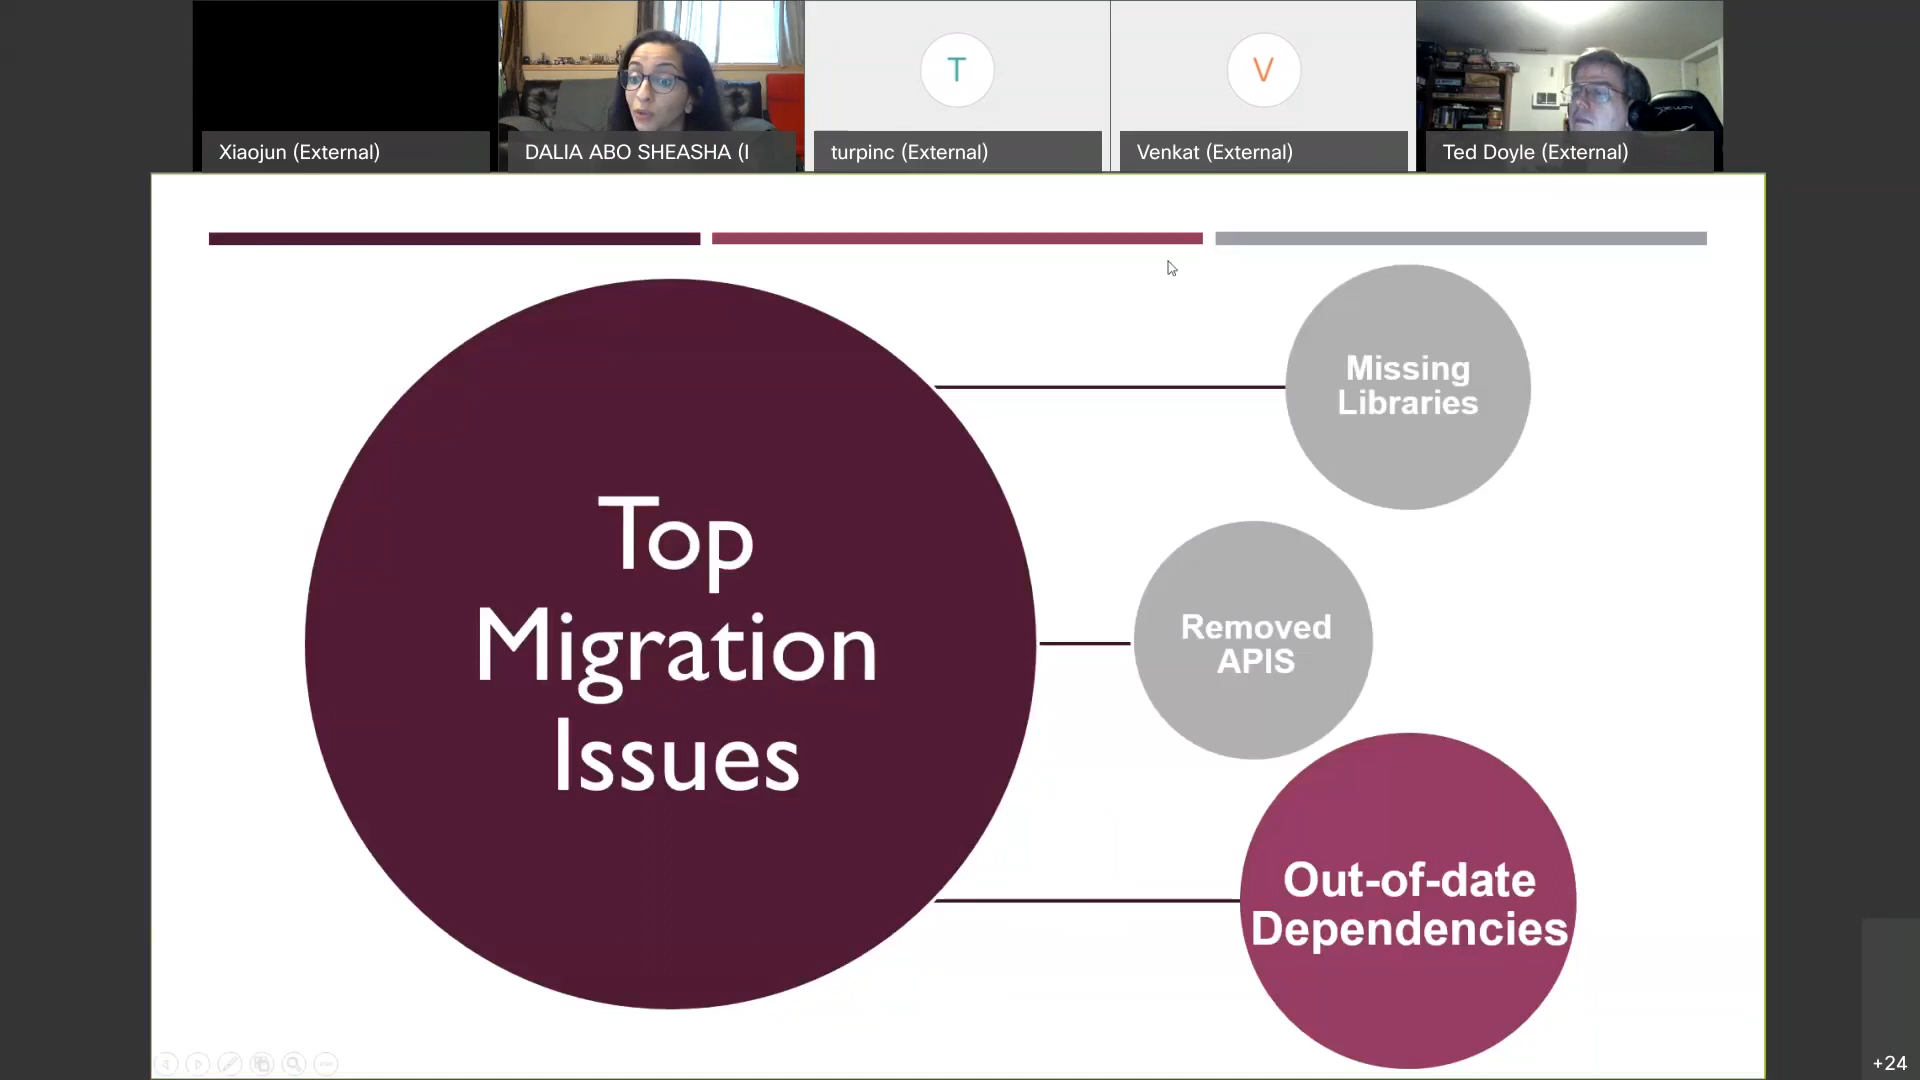 Xiaojun (External)
DALIA ABO SHEASHA (I
T
turpinc (External)
V
Venkat (External)
Ted Doyle (External)
Top
Migration
Issues
Missing
Libraries
Removed
APIS
Out-of-date
Dependencies
+24